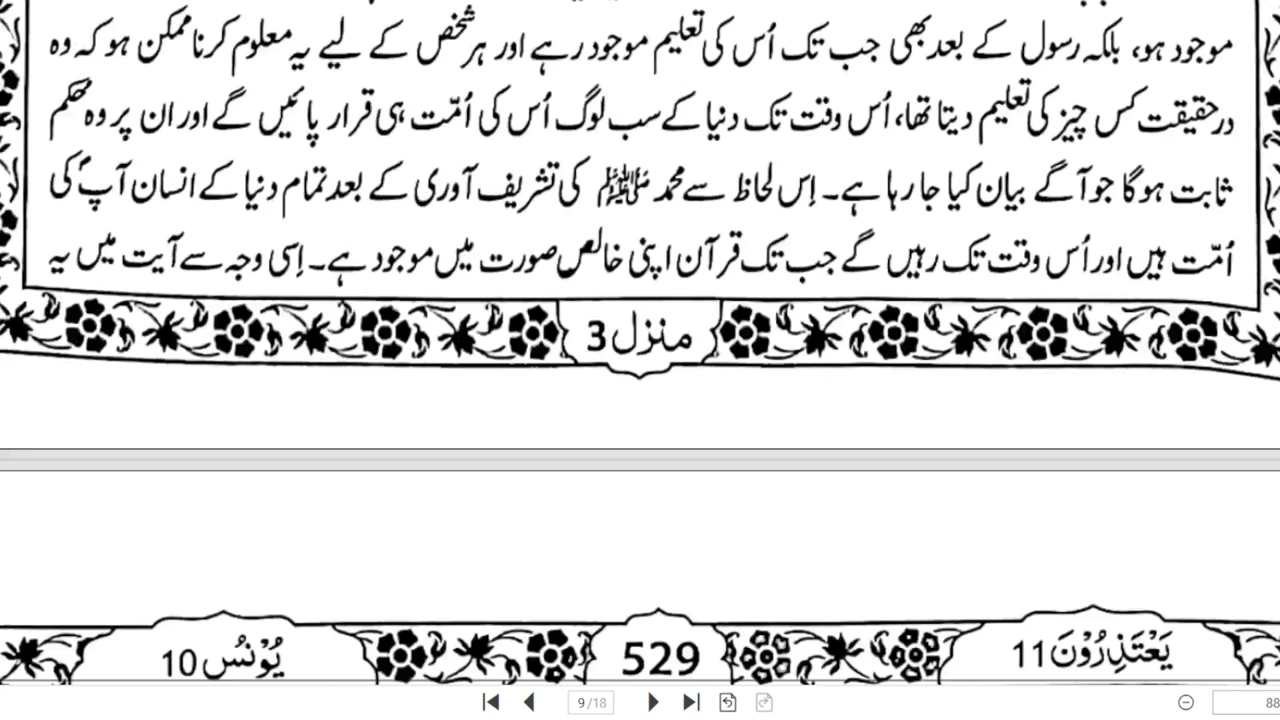 موجود ہو، بلکہ رسول کے بعد بھی جب تک اُس کی تعلیم موجود رہے اور ہر شخص کے لیے یہ معلوم کرنا ممکن ہو کہ وہ
درحقیقت کس چیز کی تعلیم دیتا تھا، اُس وقت تک دنیا کے سب لوگ اُس کی اُمّت ہی قرار پائیں گے اور ان پر وہ حکم
ثابت ہوگا جو آگے بیان کیا جا رہا ہے۔ اِس لحاظ سے محمد ﷺ کی تشریف آوری کے بعد تمام دنیا کے انسان آپؐ کی
اُمّت ہیں اور اُس وقت تک رہیں گے جب تک قرآن اپنی خالص صورت میں موجود ہے۔ اِسی وجہ سے آیت میں یہ
منزل 3
يَعْتَذِرُوْنَ 11 529 يُوْنُس 10
9 /18 88